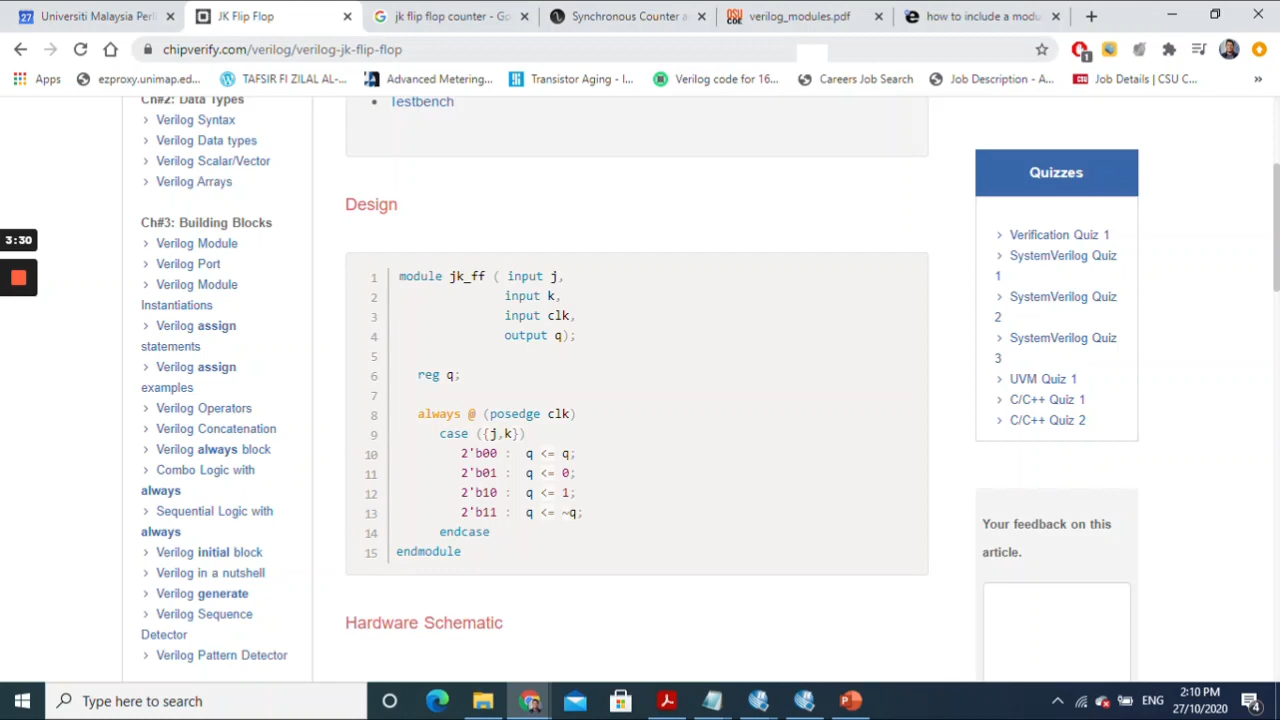 Universiti Malaysia Perli
JK Flip Flop
jk flip flop counter - Go
Synchronous Counter a
verilog_modules.pdf
how to include a modu
chipverify.com/verilog/verilog-jk-flip-flop
Apps
ezproxy.unimap.ed...
TAFSIR FI ZILAL AL-...
Advanced Metering...
Transistor Aging - I...
Verilog code for 16...
Careers Job Search
Job Description - A...
Job Details | CSU C...
»
Ch#2: Data Types
Verilog Syntax
Verilog Data types
Verilog Scalar/Vector
Verilog Arrays
Ch#3: Building Blocks
Verilog Module
Verilog Port
Verilog Module
Instantiations
Verilog assign
statements
Verilog assign
examples
Verilog Operators
Verilog Concatenation
Verilog always block
Combo Logic with
always
Sequential Logic with
always
Verilog initial block
Verilog in a nutshell
Verilog generate
Verilog Sequence
Detector
Verilog Pattern Detector
3:30
Testbench
Design
1 module jk_ff ( input j,
2 input k,
3 input clk,
4 output q);
5
6 reg q;
7
8 always @ (posedge clk)
9 case ({j,k})
10 2'b00 : q <= q;
11 2'b01 : q <= 0;
12 2'b10 : q <= 1;
13 2'b11 : q <= ~q;
14 endcase
15 endmodule
Hardware Schematic
Quizzes
Verification Quiz 1
SystemVerilog Quiz
1
SystemVerilog Quiz
2
SystemVerilog Quiz
3
UVM Quiz 1
C/C++ Quiz 1
C/C++ Quiz 2
Your feedback on this
article.
Type here to search
ENG
2:10 PM
27/10/2020
4